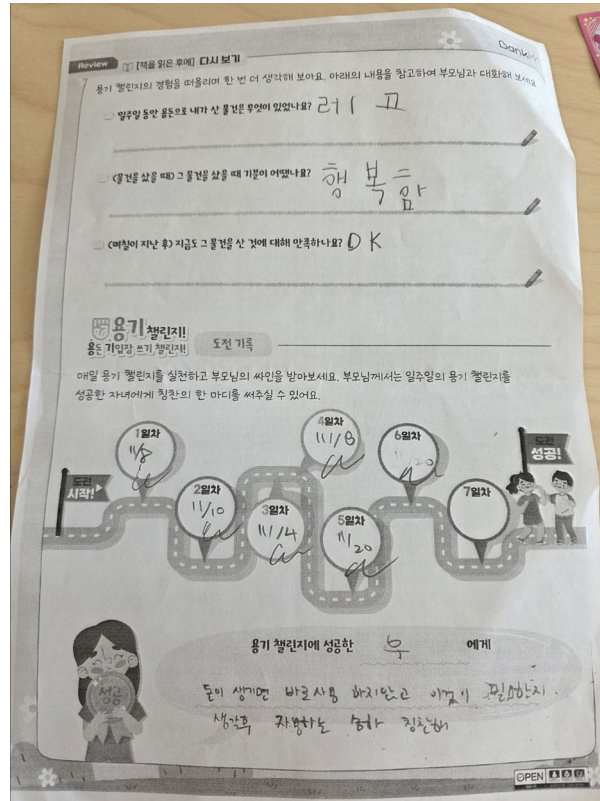 Review [책을 읽은 후에] 다시 보기
용기 챌린지의 경험을 떠올리며 한 번 더 생각해 보아요. 아래의 내용을 참고하여 부모님과 대화해 보세요.
일주일 동안 용돈으로 내가 산 물건은 무엇이 있었나요?
(물건을 샀을 때) 그 물건을 샀을 때 기분이 어땠나요? 행복함
(며칠이 지난 후) 지금도 그 물건을 산 것에 대해 만족하나요? OK
용기 챌린지!
용돈 기입장 쓰기 챌린지! 도전 기록
매일 용기 챌린지를 실천하고 부모님의 싸인을 받아보세요. 부모님께서는 일주일의 용기 챌린지를
성공한 자녀에게 칭찬의 한 마디를 써주실 수 있어요.
도전 시작!
1일차 11/8
2일차 11/10
3일차 11/14
4일차 11/18
5일차 11/20
6일차 11/20
7일차
도전 성공!
용기 챌린지에 성공한 우 에게
돈이 생기면 바로 사용 하지않고 이것이 필요한지
생각후 칭찬해
성공
OPEN